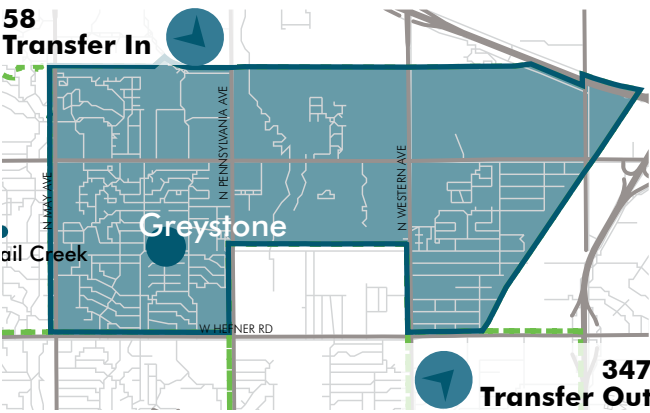 58
Transfer In
N PENNSYLVANIA AVE
N WESTERN AVE
N MAY AVE
Greystone
ail Creek
W HEFNER RD
347
Transfer Out